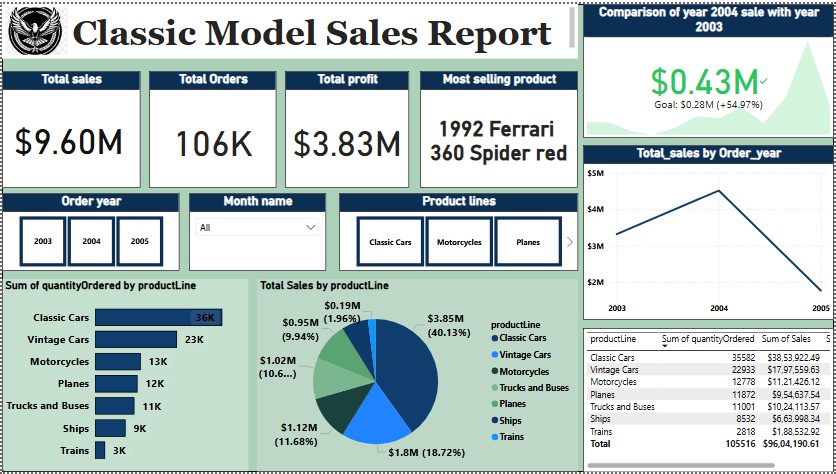 Classic Model Sales Report
Total sales
$9.60M
Total Orders
106K
Total profit
$3.83M
Most selling product
1992 Ferrari
360 Spider red
Comparison of year 2004 sale with year
2003
$0.43M✓
Goal: $0.28M (+54.97%)
Order year
2003
2004
2005
Month name
All
Product lines
Classic Cars
Motorcycles
Planes
Total_sales by Order_year
$5M
$4M
$3M
$2M
2003
2004
2005
Sum of quantityOrdered by productLine
Classic Cars 36K
Vintage Cars 23K
Motorcycles 13K
Planes 12K
Trucks and Buses 11K
Ships 9K
Trains 3K
Total Sales by productLine
$0.19M
(1.96%)
$0.95M
(9.94%)
$1.02M
(10.6...)
$1.12M
(11.68%)
$1.8M (18.72%)
$3.85M
(40.13%)
productLine
Classic Cars
Vintage Cars
Motorcycles
Trucks and Buses
Planes
Ships
Trains
productLine Sum of quantityOrdered Sum of Sales S
Classic Cars 35582 $38,53,922.49
Vintage Cars 22933 $17,97,559.63
Motorcycles 12778 $11,21,426.12
Planes 11872 $9,54,637.54
Trucks and Buses 11001 $10,24,113.57
Ships 8532 $6,63,998.34
Trains 2818 $1,88,532.92
Total 105516 $96,04,190.61